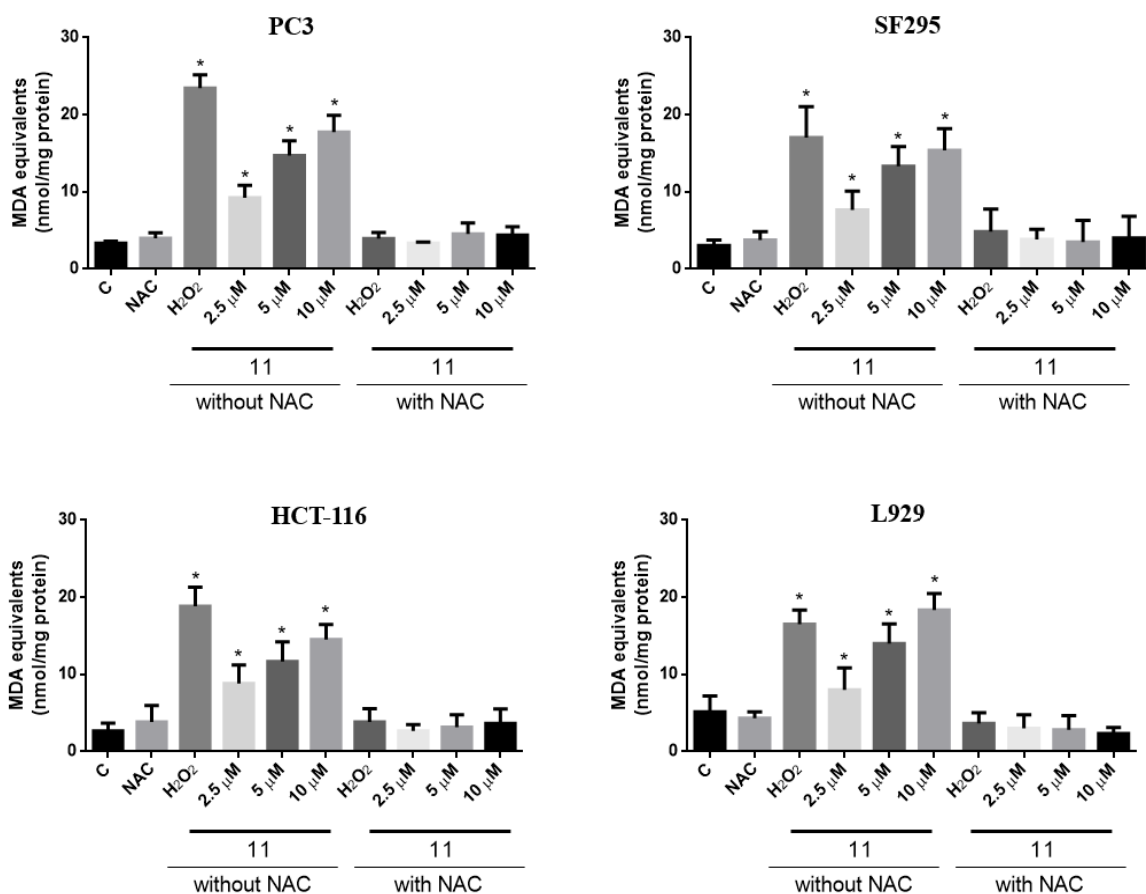 PC3
MDA equivalents
(nmol/mg protein)
30
20
10
0
* * * *
C NAC H₂O₂ 2.5 µM 5 µM 10 µM H₂O₂ 2.5 µM 5 µM 10 µM
11 11
without NAC with NAC
SF295
MDA equivalents
(nmol/mg protein)
30
20
10
0
* * * *
C NAC H₂O₂ 2.5 µM 5 µM 10 µM H₂O₂ 2.5 µM 5 µM 10 µM
11 11
without NAC with NAC
HCT-116
MDA equivalents
(nmol/mg protein)
30
20
10
0
* * * *
C NAC H₂O₂ 2.5 µM 5 µM 10 µM H₂O₂ 2.5 µM 5 µM 10 µM
11 11
without NAC with NAC
L929
MDA equivalents
(nmol/mg protein)
30
20
10
0
* * * *
C NAC H₂O₂ 2.5 µM 5 µM 10 µM H₂O₂ 2.5 µM 5 µM 10 µM
11 11
without NAC with NAC